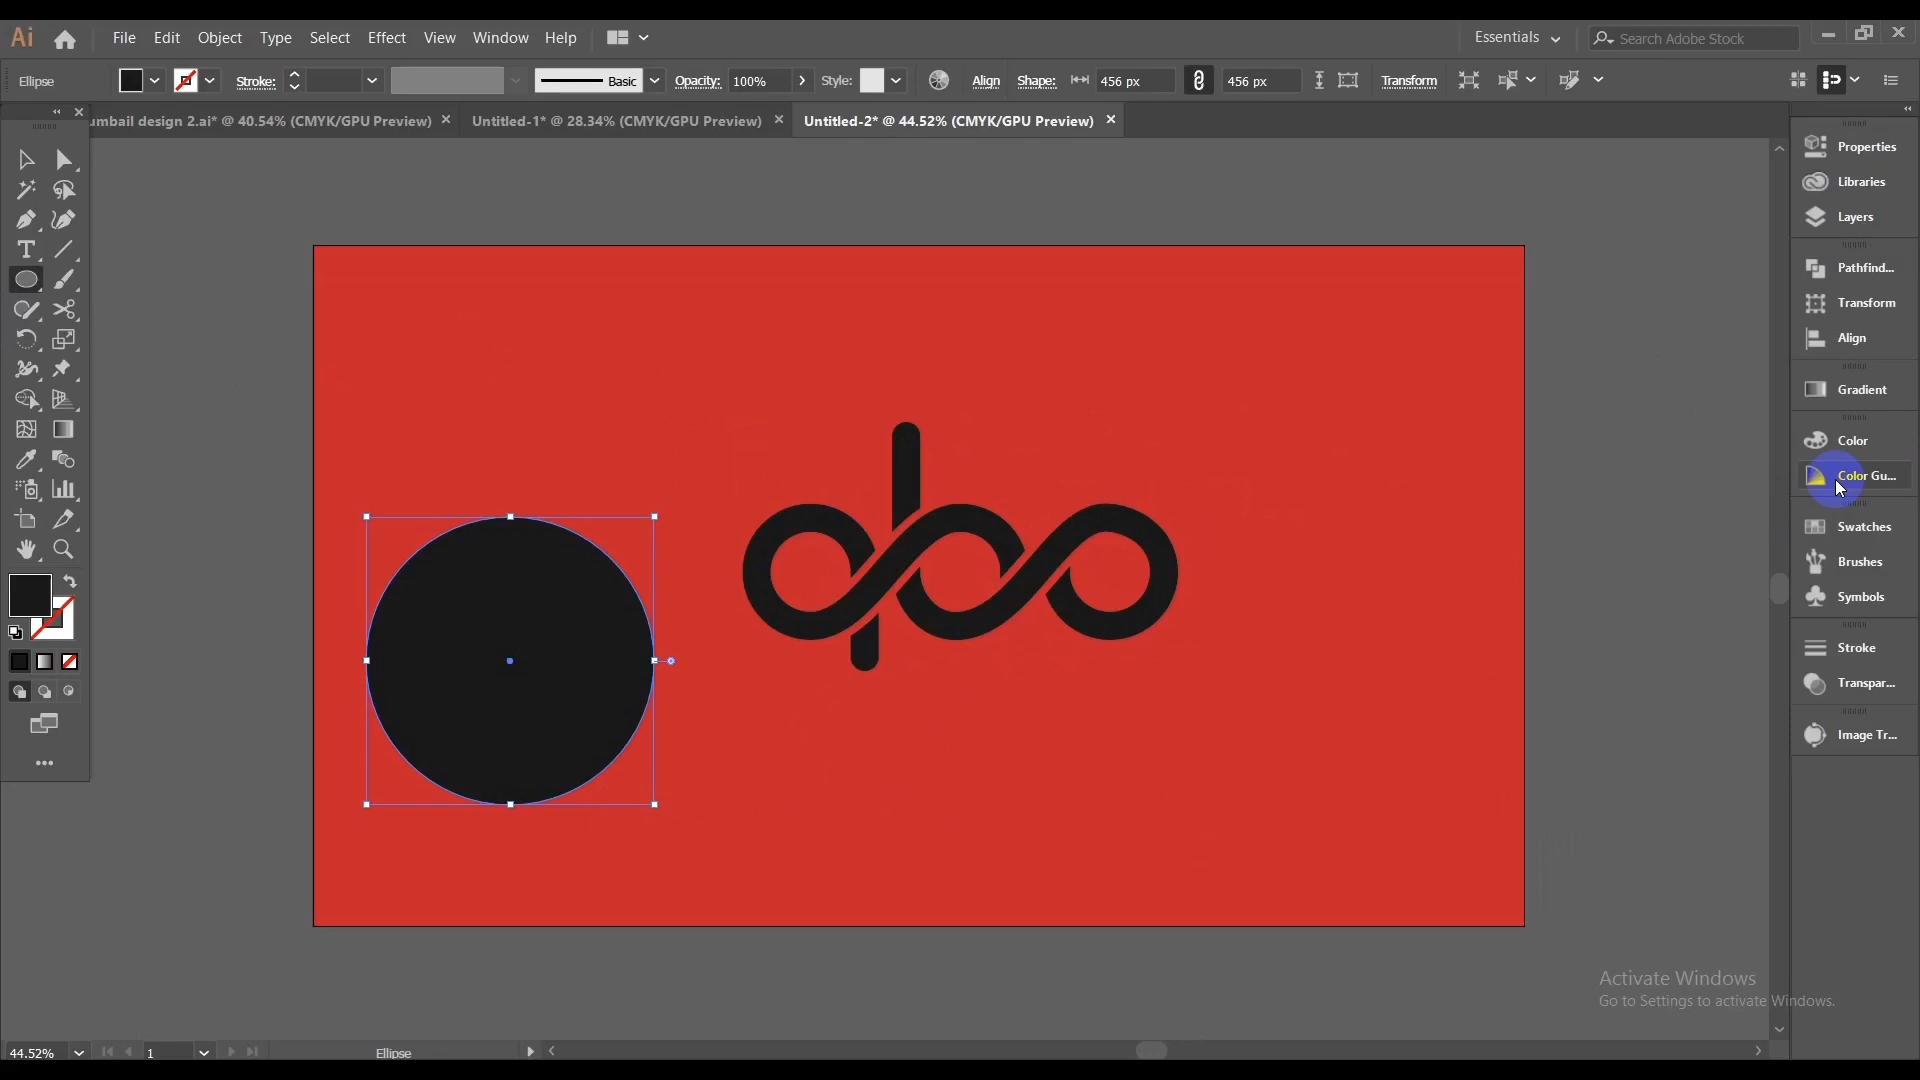 Ai File Edit Object Type Select Effect View Window Help Essentials Search Adobe Stock
Ellipse Stroke: Basic Opacity: 100% Style: Align Shape: 456 px 456 px Transform
umbail design 2.ai* @ 40.54% (CMYK/GPU Preview) Untitled-1* @ 28.34% (CMYK/GPU Preview) Untitled-2* @ 44.52% (CMYK/GPU Preview)
Properties
Libraries
Layers
Pathfind...
Transform
Align
Gradient
Color
Color Gu...
Swatches
Brushes
Symbols
Stroke
Transpar...
Image Tr...
Activate Windows
Go to Settings to activate Windows.
44.52% 1 Ellipse